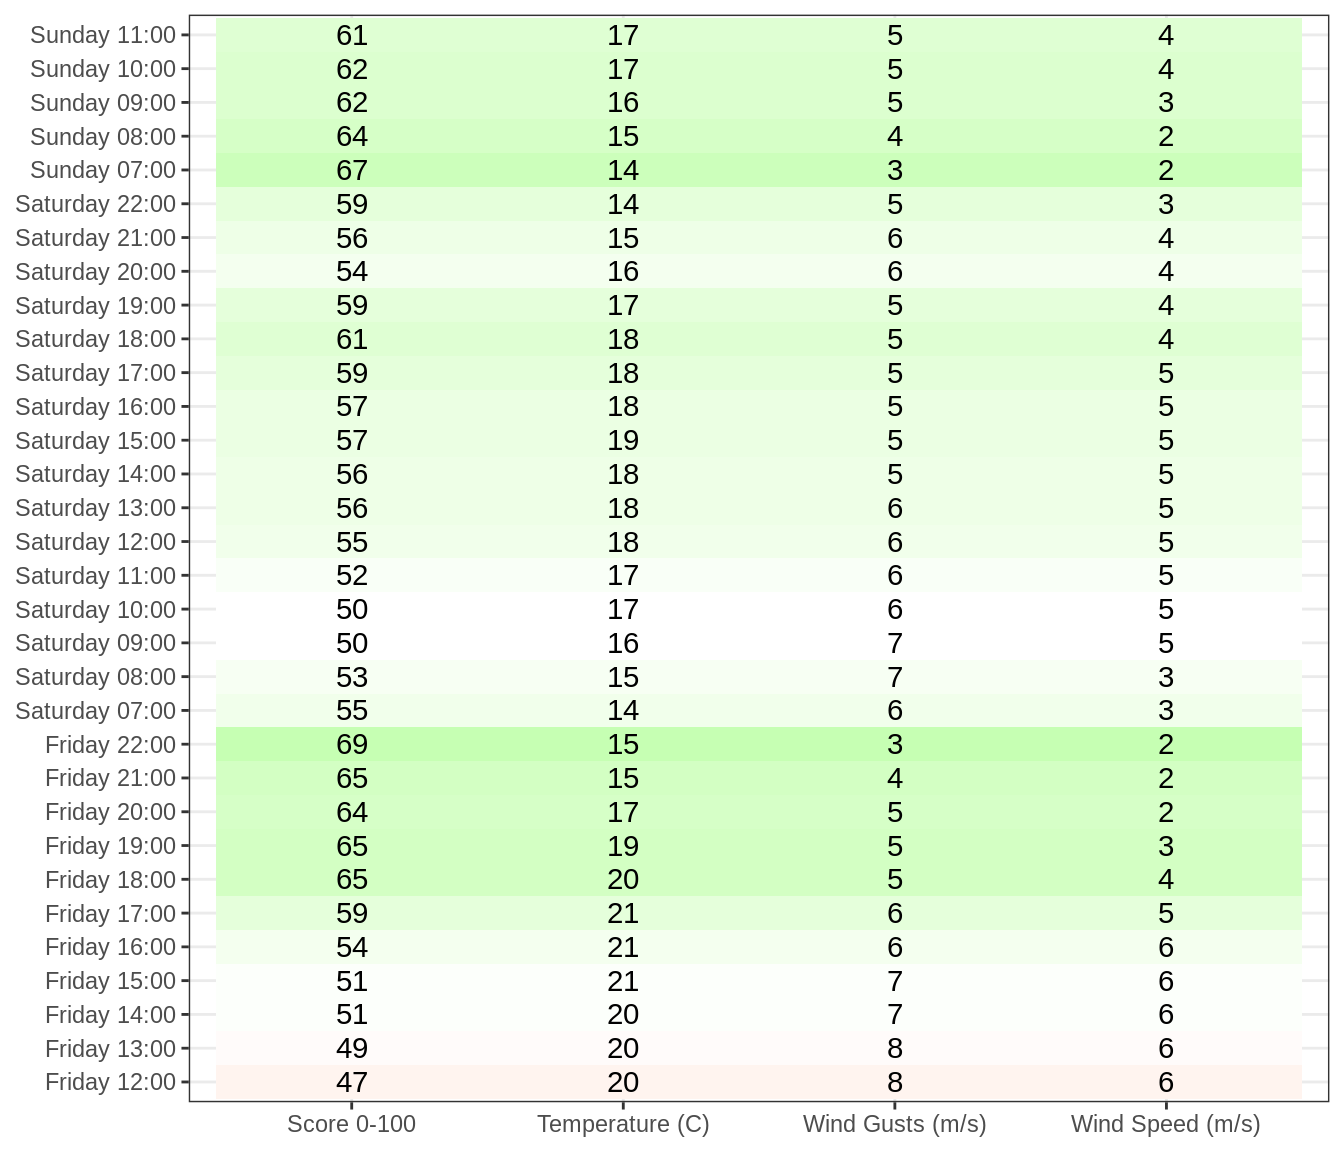 Sunday 11:00 61 17 5 4
Sunday 10:00 62 17 5 4
Sunday 09:00 62 16 5 3
Sunday 08:00 64 15 4 2
Sunday 07:00 67 14 3 2
Saturday 22:00 59 14 5 3
Saturday 21:00 56 15 6 4
Saturday 20:00 54 16 6 4
Saturday 19:00 59 17 5 4
Saturday 18:00 61 18 5 4
Saturday 17:00 59 18 5 5
Saturday 16:00 57 18 5 5
Saturday 15:00 57 19 5 5
Saturday 14:00 56 18 5 5
Saturday 13:00 56 18 6 5
Saturday 12:00 55 18 6 5
Saturday 11:00 52 17 6 5
Saturday 10:00 50 17 6 5
Saturday 09:00 50 16 7 5
Saturday 08:00 53 15 7 3
Saturday 07:00 55 14 6 3
Friday 22:00 69 15 3 2
Friday 21:00 65 15 4 2
Friday 20:00 64 17 5 2
Friday 19:00 65 19 5 3
Friday 18:00 65 20 5 4
Friday 17:00 59 21 6 5
Friday 16:00 54 21 6 6
Friday 15:00 51 21 7 6
Friday 14:00 51 20 7 6
Friday 13:00 49 20 8 6
Friday 12:00 47 20 8 6
Score 0-100 Temperature (C) Wind Gusts (m/s) Wind Speed (m/s)